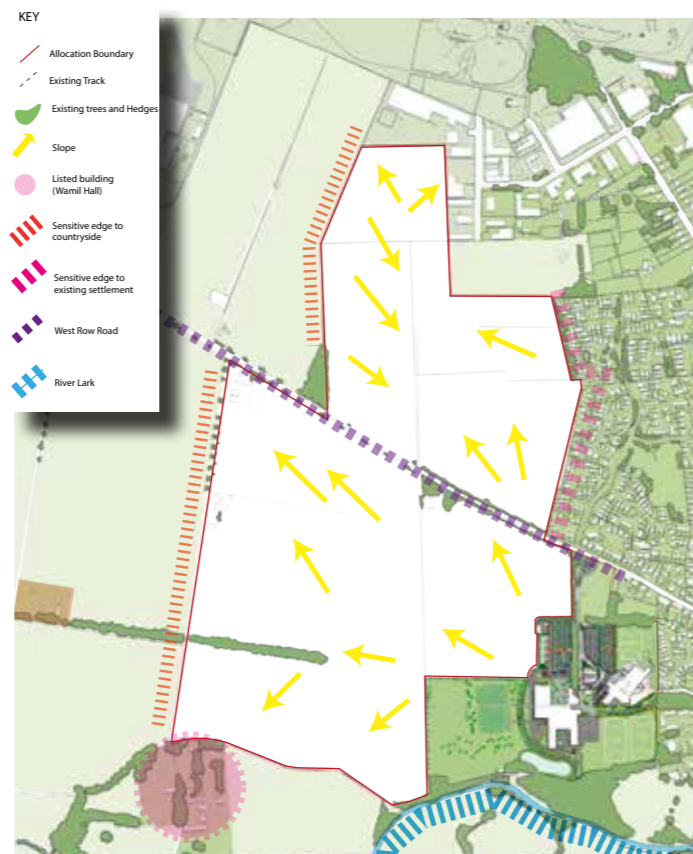 KEY
Allocation Boundary
Existing Track
Existing trees and Hedges
Slope
Listed building
(Wamil Hall)
Sensitive edge to
countryside
Sensitive edge to
existing settlement
West Row Road
River Lark